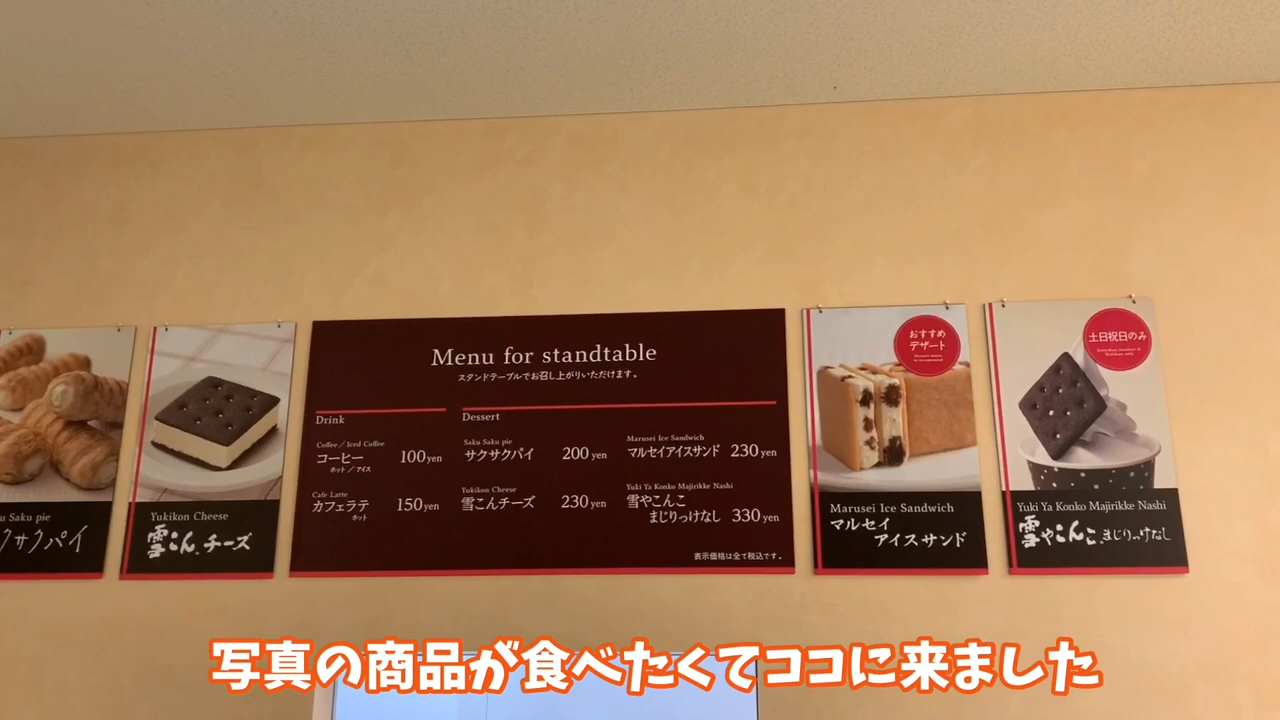 u Saku pie
クサクパイ
Yukikon Cheese
雪こん チーズ
Menu for standtable
スタンドテーブルでお召し上がりいただけます。
Drink
Coffee／Iced Coffee
コーヒー 100yen
ホット／アイス
Cafe Latte
カフェラテ 150yen
ホット
Dessert
Saku Saku pie
サクサクパイ 200yen
Yukikon Cheese
雪こんチーズ 230yen
Marusei Ice Sandwich
マルセイアイスサンド 230yen
Yuki Ya Konko Majirikke Nashi
雪やこんこ
まじりっけなし 330yen
表示価格は全て税込です。
おすすめ
デザート
Marusei Ice Sandwich
マルセイ
アイスサンド
土日祝日のみ
Yuki Ya Konko Majirikke Nashi
雪やこんこ まじりっけなし
写真の商品が食べたくてココに来ました